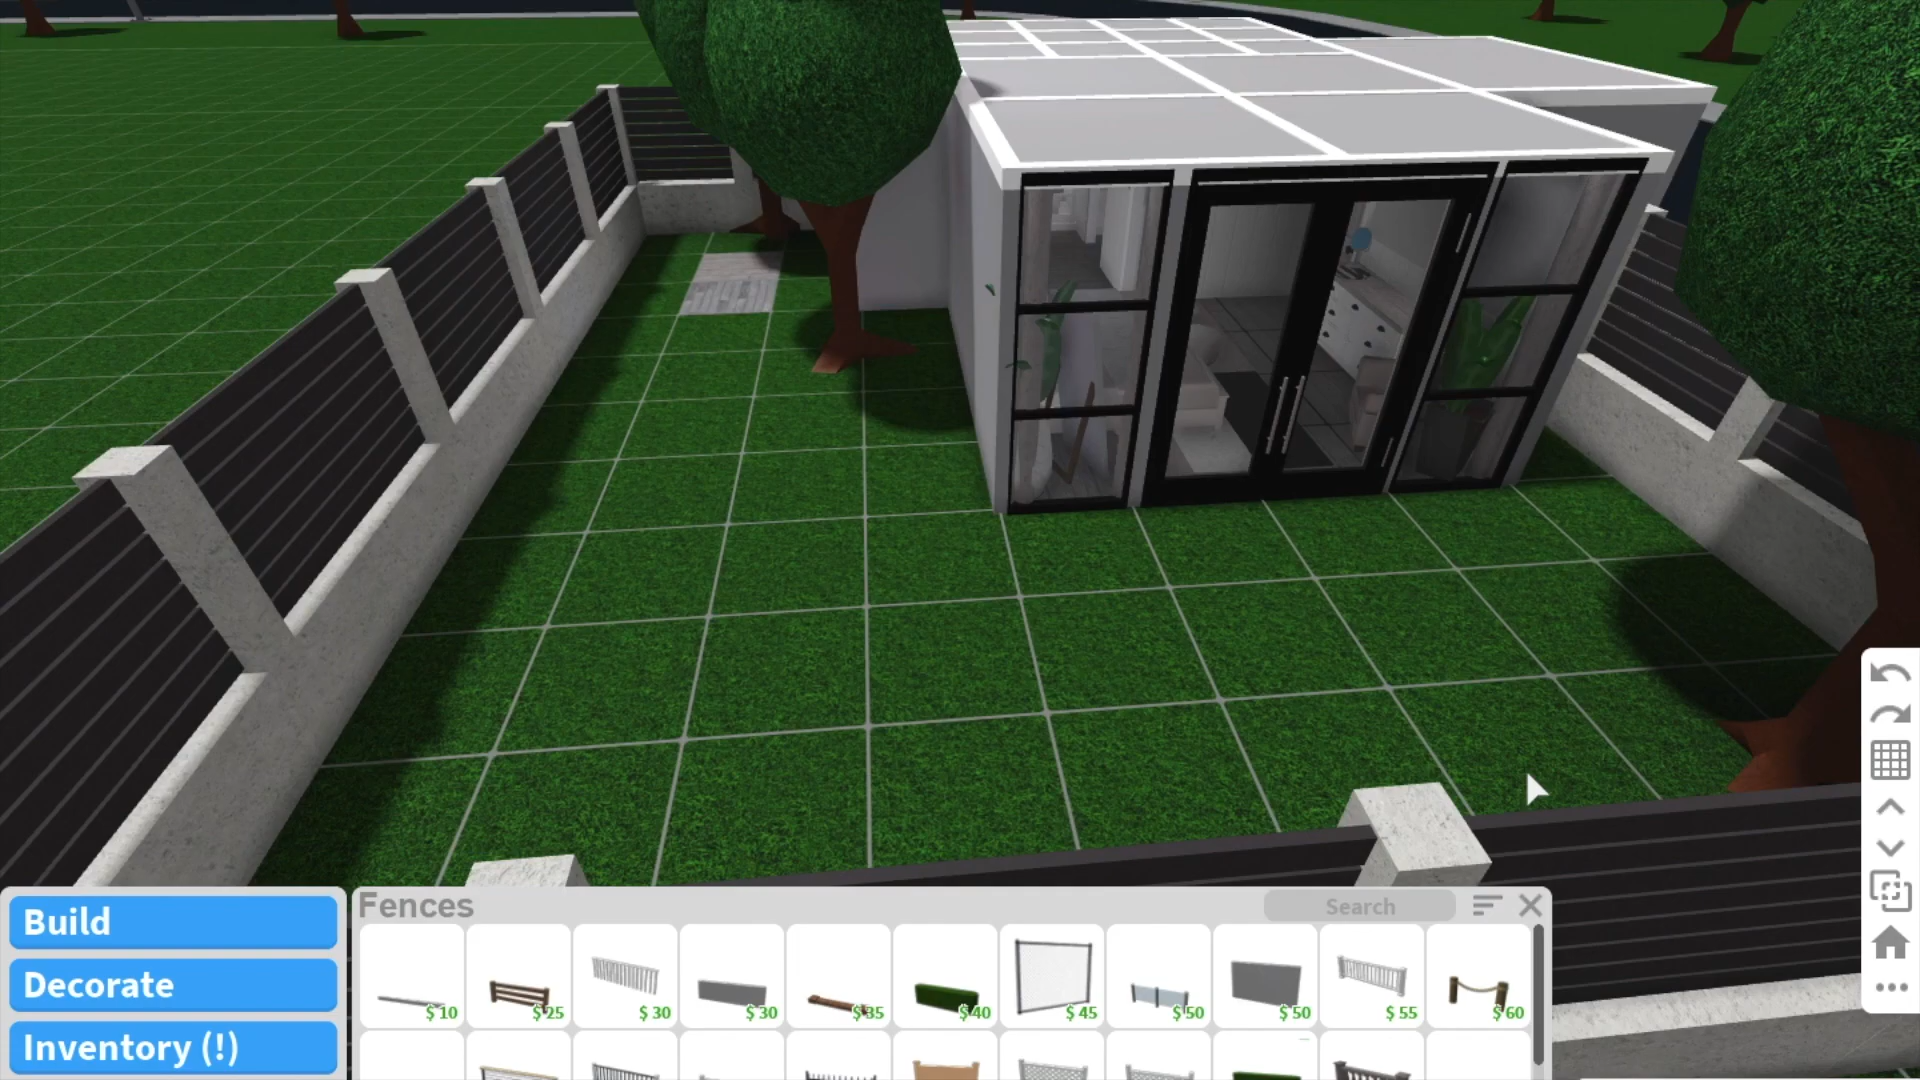 Build
Decorate
Inventory (!)
Fences
Search
$ 10
$ 25
$ 30
$ 30
$ 35
$ 40
$ 45
$ 50
$ 50
$ 55
$ 60